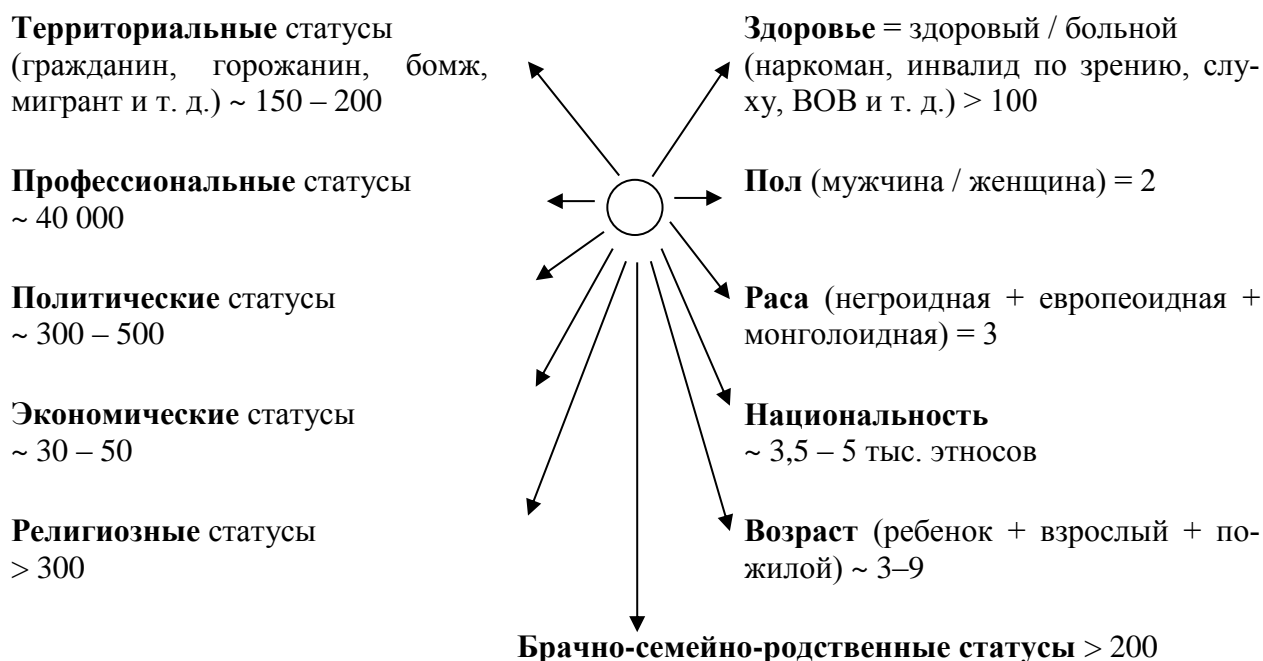 Территориальные статусы
(гражданин, горожанин, бомж,
мигрант и т. д.) ~ 150 – 200
Профессиональные статусы
~ 40 000
Политические статусы
~ 300 – 500
Экономические статусы
~ 30 – 50
Религиозные статусы
> 300
Здоровье = здоровый / больной
(наркоман, инвалид по зрению, слу-
ху, ВОВ и т. д.) > 100
Пол (мужчина / женщина) = 2
Раса (негроидная + европеоидная +
монголоидная) = 3
Национальность
~ 3,5 – 5 тыс. этносов
Возраст (ребенок + взрослый + по-
жилой) ~ 3–9
Брачно-семейно-родственные статусы > 200